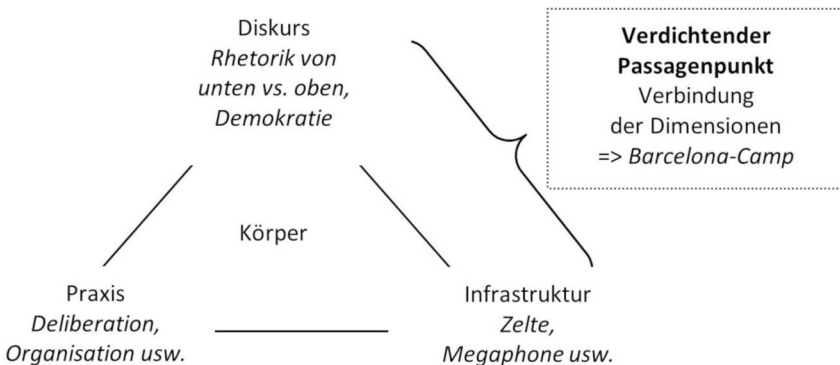 Diskurs
Rhetorik von
unten vs. oben,
Demokratie
Verdichtender
Passagenpunkt
Verbindung
der Dimensionen
=> Barcelona-Camp
Körper
Praxis
Deliberation,
Organisation usw.
Infrastruktur
Zelte,
Megaphone usw.